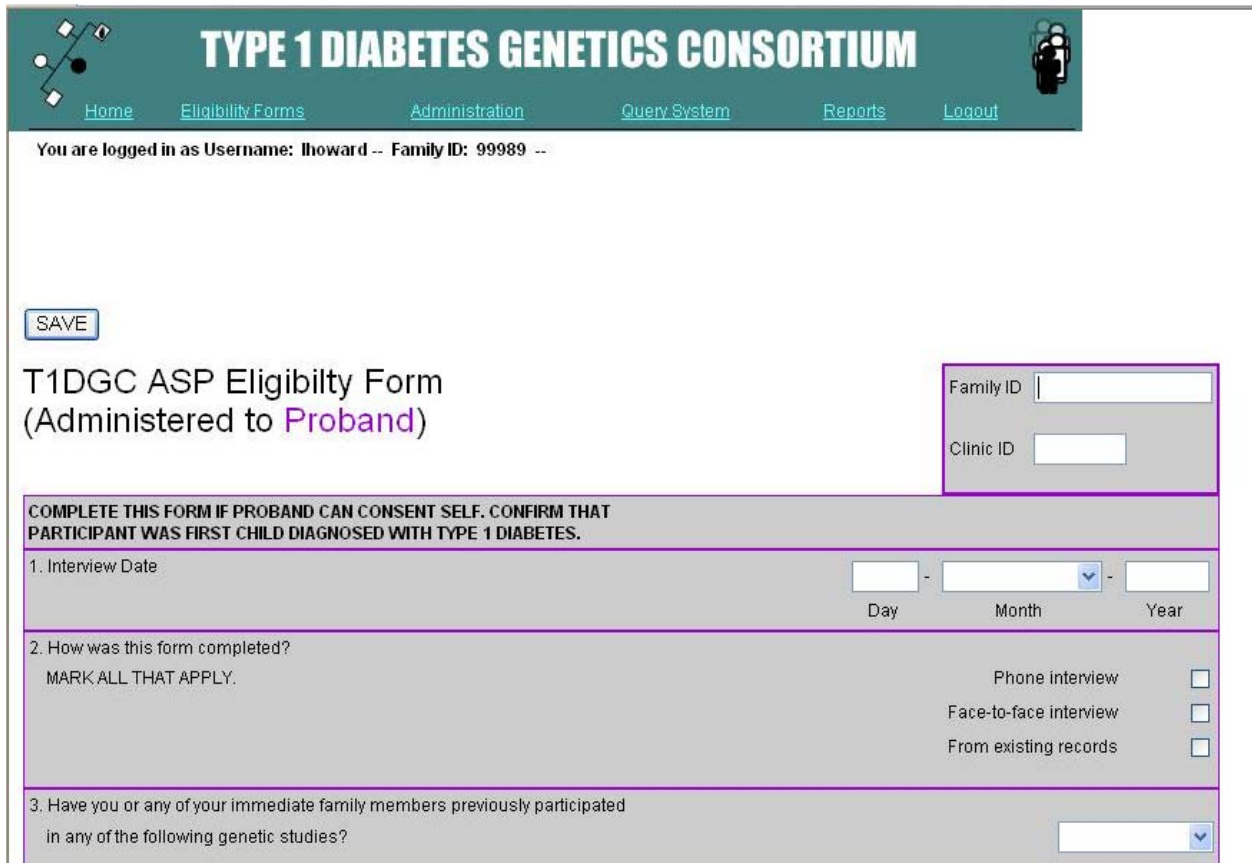 TYPE 1 DIABETES GENETICS CONSORTIUM
Home Eligibility Forms Administration Query System Reports Logout
You are logged in as Username: lhoward -- Family ID: 99989 --
SAVE
T1DGC ASP Eligibilty Form
(Administered to Proband)
Family ID
Clinic ID
COMPLETE THIS FORM IF PROBAND CAN CONSENT SELF. CONFIRM THAT
PARTICIPANT WAS FIRST CHILD DIAGNOSED WITH TYPE 1 DIABETES.
1. Interview Date
- -
Day Month Year
2. How was this form completed?
MARK ALL THAT APPLY.
Phone interview
Face-to-face interview
From existing records
3. Have you or any of your immediate family members previously participated
in any of the following genetic studies?